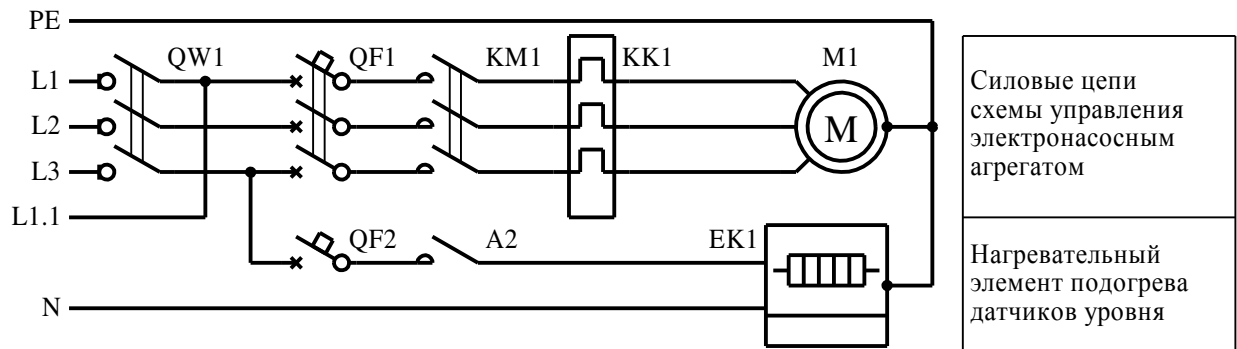 PE
QW1 QF1 KM1 KK1 M1
L1
L2
M
L3
L1.1
QF2 A2 EK1
N
Силовые цепи
схемы управления
электронасосным
агрегатом
Нагревательный
элемент подогрева
датчиков уровня